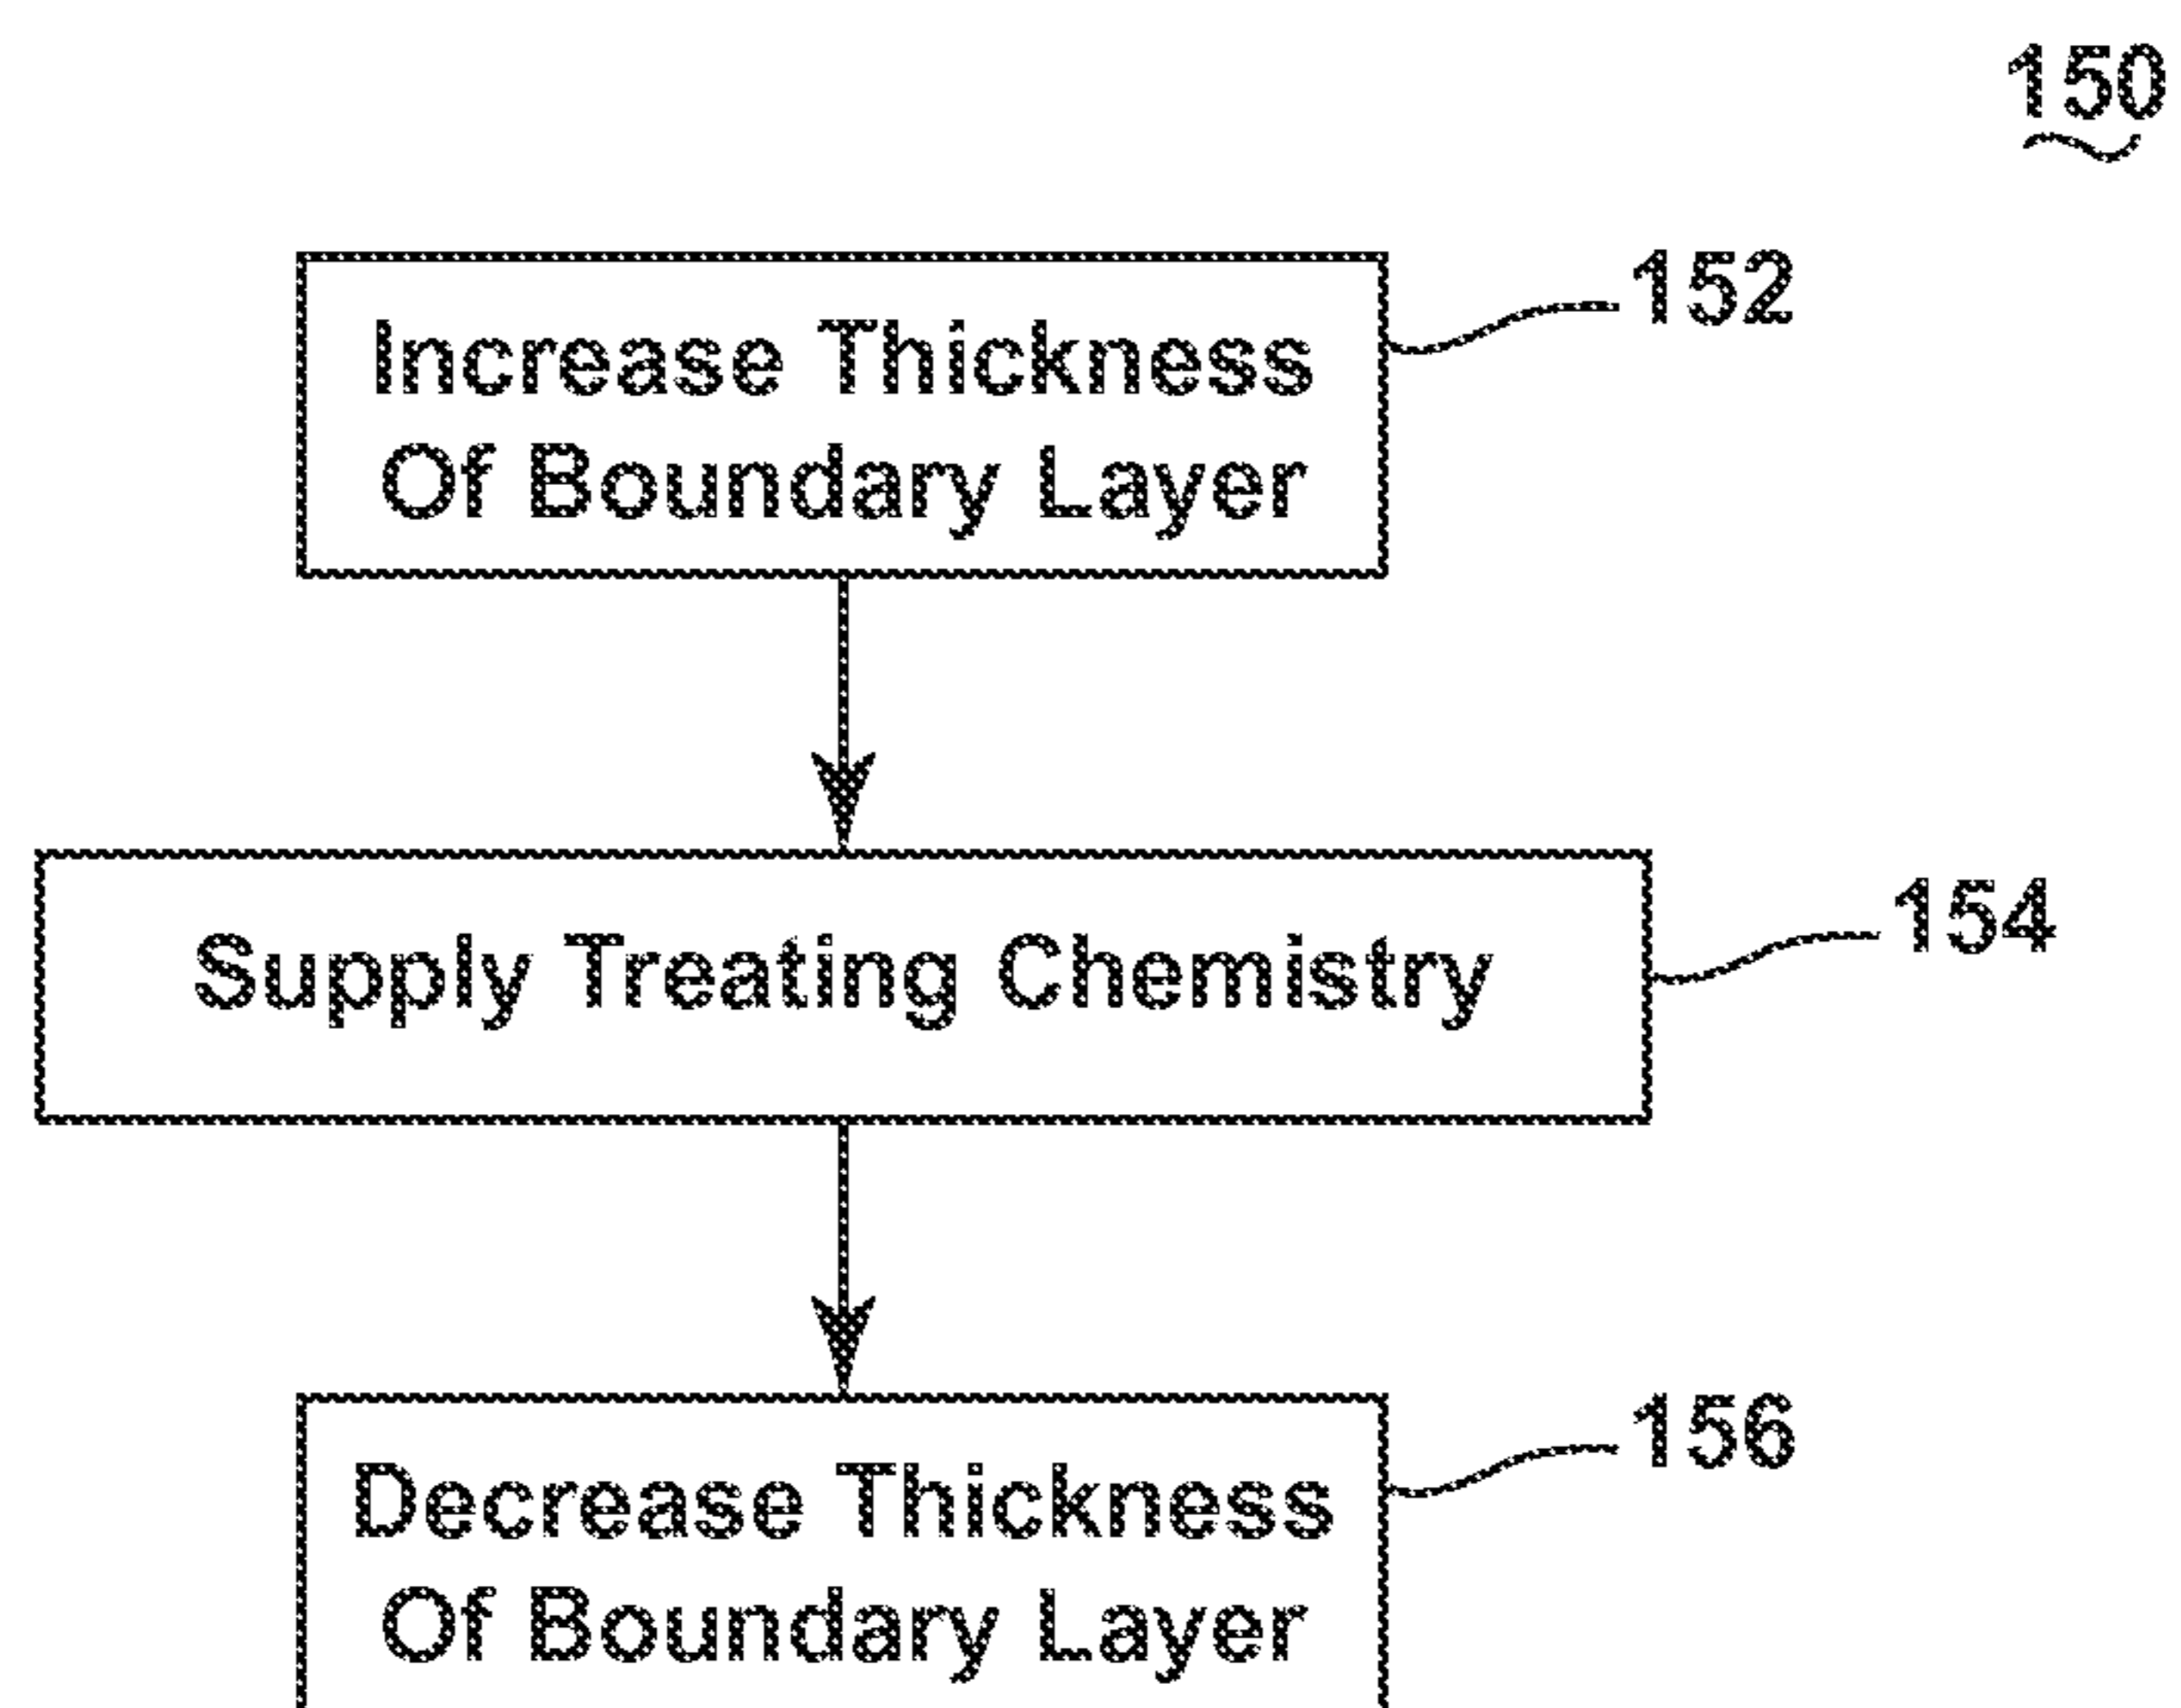 150
152
Increase Thickness
Of Boundary Layer
154
Supply Treating Chemistry
156
Decrease Thickness
Of Boundary Layer